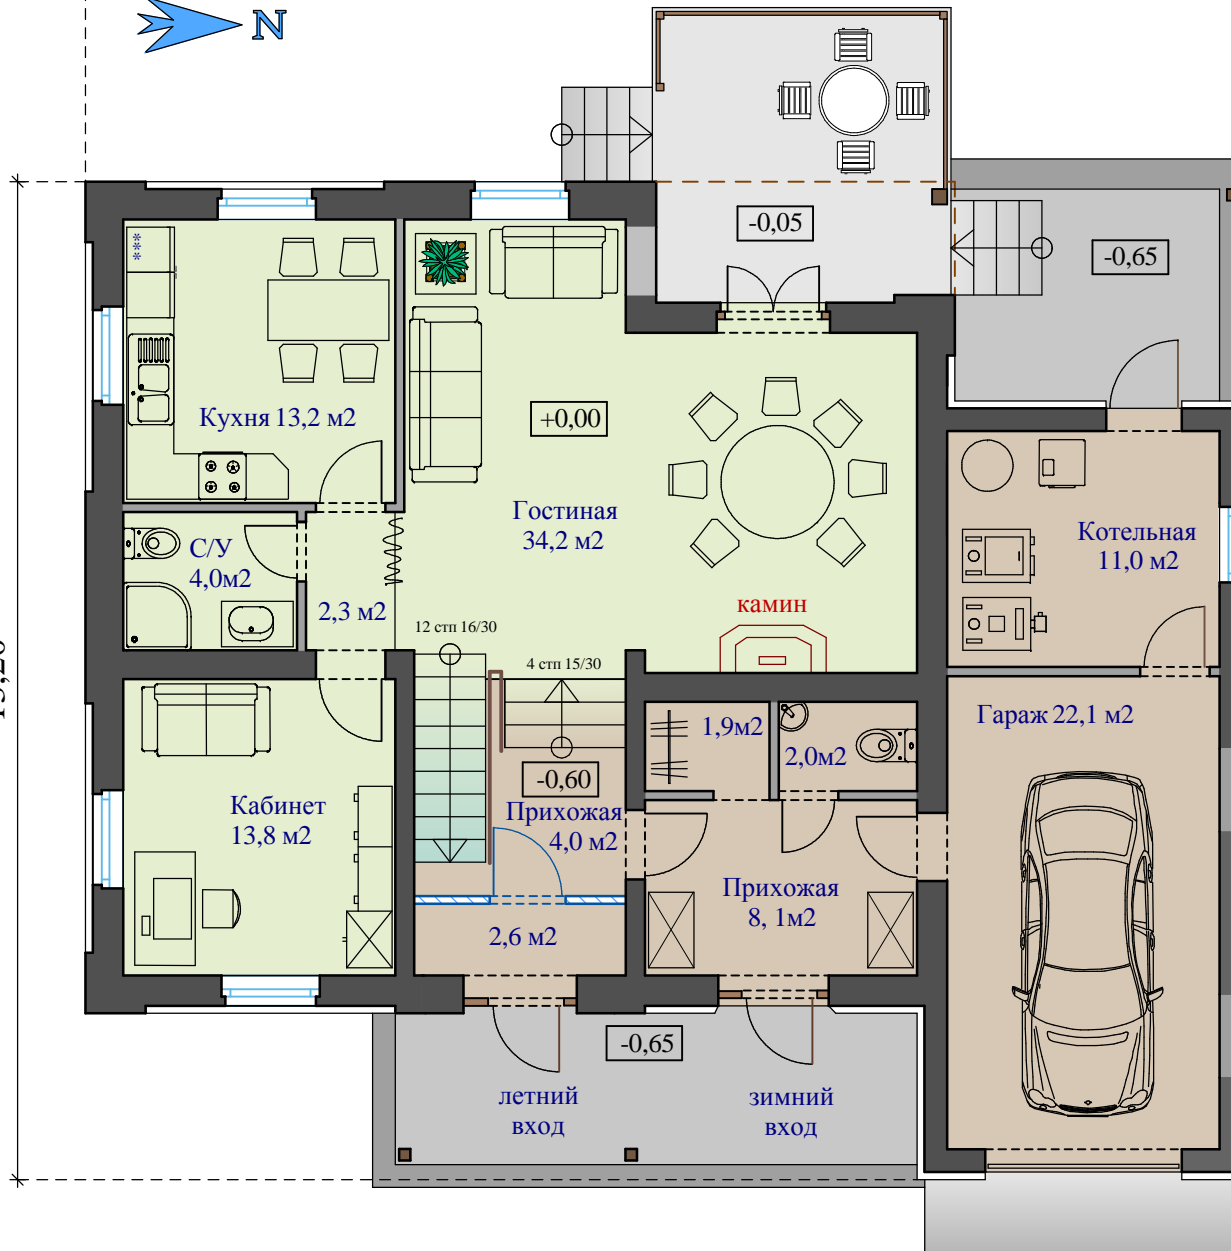 N
-0,05
-0,65
Кухня 13,2 м2
+0,00
Гостиная
34,2 м2
С/У
4,0м2
Котельная
11,0 м2
2,3 м2
камин
12 стп 16/30
4 стп 15/30
1,9м2
2,0м2
Гараж 22,1 м2
-0,60
Прихожая
4,0 м2
Кабинет
13,8 м2
Прихожая
8, 1м2
2,6 м2
-0,65
летний
вход
зимний
вход